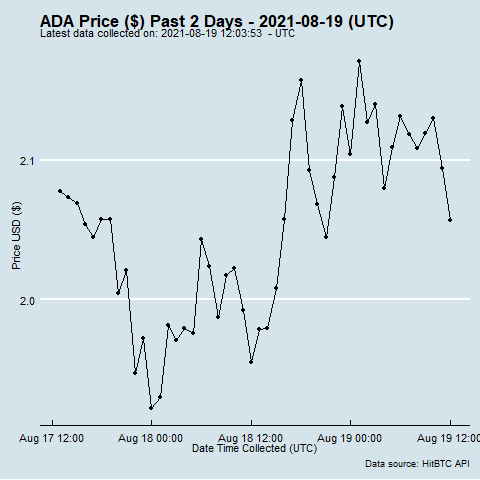 ADA Price ($) Past 2 Days - 2021-08-19 (UTC)
Latest data collected on: 2021-08-19 12:03:53  - UTC
2.1
Price USD ($)
2.0
Aug 17 12:00 Aug 18 00:00 Aug 18 12:00 Aug 19 00:00 Aug 19 12:00
Date Time Collected (UTC)
Data source: HitBTC API